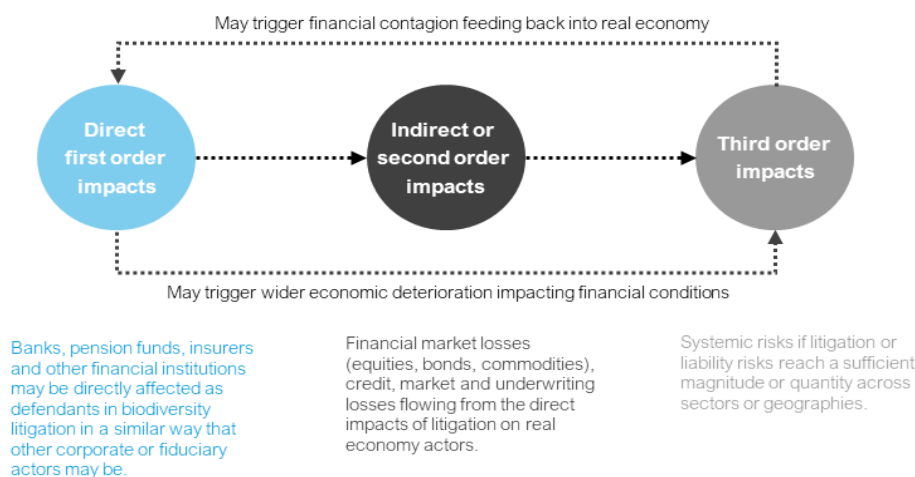 May trigger financial contagion feeding back into real economy
Direct
first order
impacts
Indirect or
second order
impacts
Third order
impacts
May trigger wider economic deterioration impacting financial conditions
Banks, pension funds, insurers
and other financial institutions
may be directly affected as
defendants in biodiversity
litigation in a similar way that
other corporate or fiduciary
actors may be.
Financial market losses
(equities, bonds, commodities),
credit, market and underwriting
losses flowing from the direct
impacts of litigation on real
economy actors.
Systemic risks if litigation or
liability risks reach a sufficient
magnitude or quantity across
sectors or geographies.